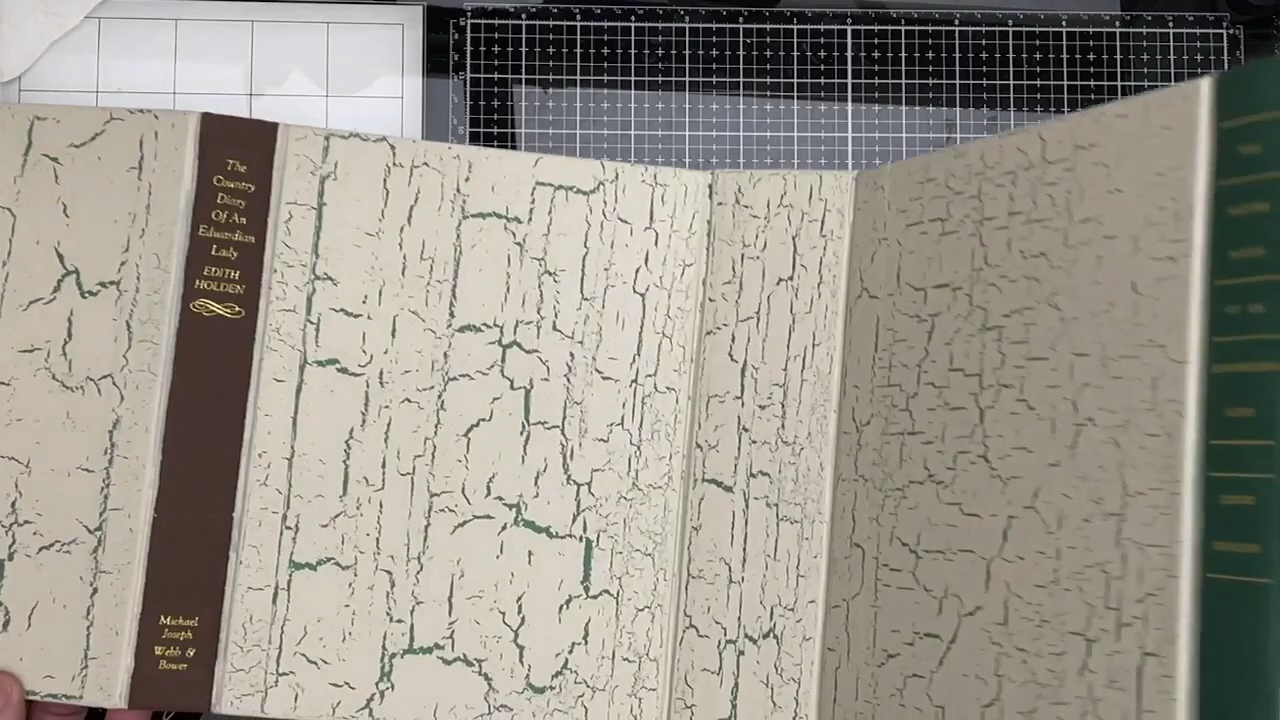 The
Country
Diary
Of An
Edwardian
Lady
EDITH
HOLDEN
Michael
Joseph
Webb &
Bower